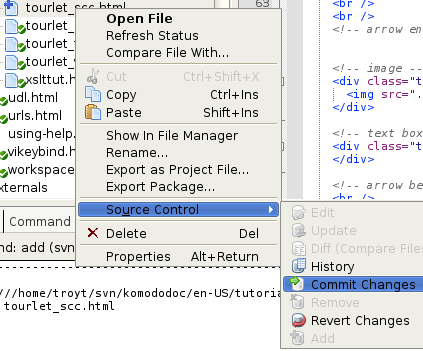 tourlet_scc.html
63
<br />
<br />
Open File
tourlet_
Refresh Status
<!-- arrow en
tourlet_
Compare File With...
tourlet_
<!-- image --
Cut Ctrl+Shift+X
<div class="t
xslttut.h
Copy Ctrl+Ins
<img src=".
udl.html
Paste Shift+Ins
</div>
urls.html
using-help.
Show In File Manager
<!-- text box
vikeybind.h
Rename...
<div class="t
workspace
Export as Project File...
</div>
xternals
Export Package...
<!-- arrow be
Source Control
<br />
Command
Edit
Delete Del
Update
nd: add (svn
Diff (Compare Files
Properties Alt+Return
History
///home/troyt/svn/komododoc/en-US/tutoria
Commit Changes
tourlet_scc.html
Remove
Revert Changes
Add